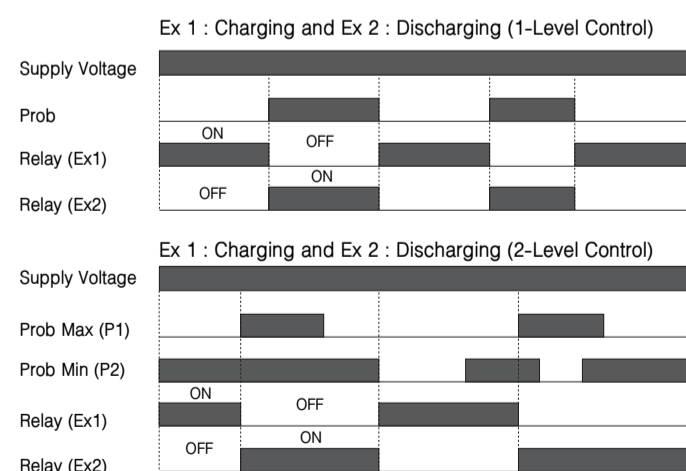 Ex 1 : Charging and Ex 2 : Discharging (1-Level Control)
Supply Voltage
Prob
ON
OFF
Relay (Ex1)
ON
OFF
Relay (Ex2)
Ex 1 : Charging and Ex 2 : Discharging (2-Level Control)
Supply Voltage
Prob Max (P1)
Prob Min (P2)
ON
OFF
Relay (Ex1)
ON
OFF
Relay (Ex2)